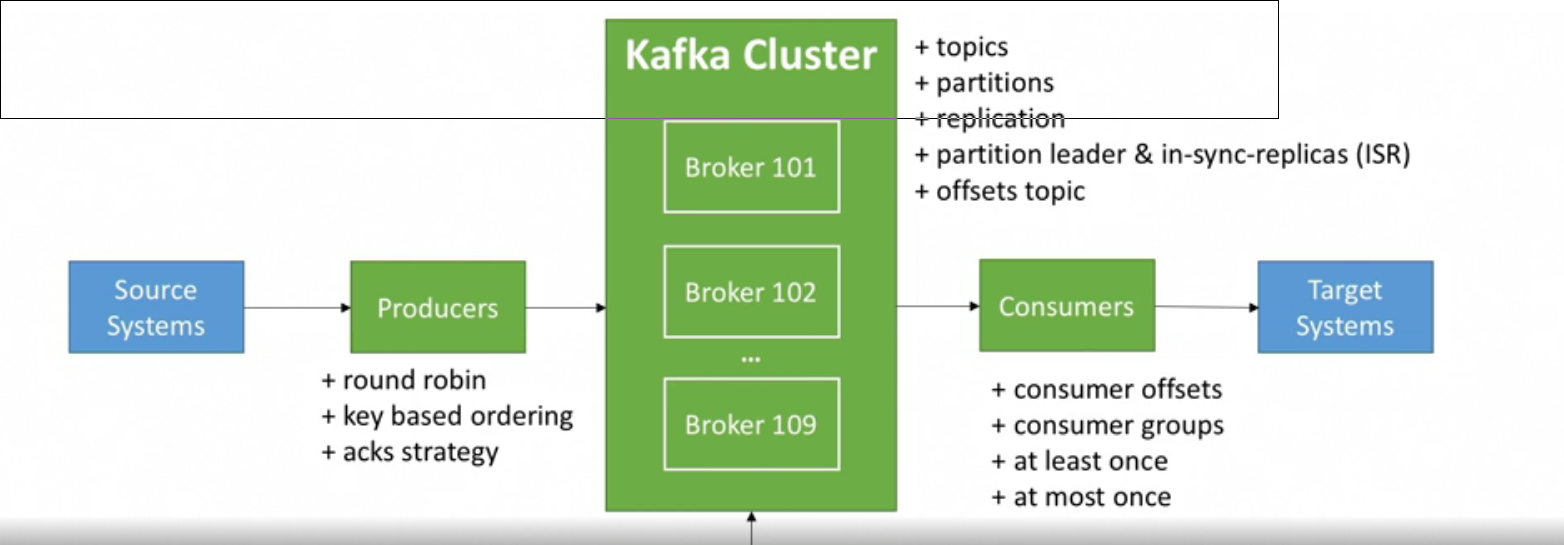 Kafka Cluster
+ topics
+ partitions
+ replication
+ partition leader & in-sync-replicas (ISR)
+ offsets topic
Broker 101
Source
Systems
Producers
Broker 102
Consumers
Target
Systems
...
Broker 109
+ round robin
+ key based ordering
+ acks strategy
+ consumer offsets
+ consumer groups
+ at least once
+ at most once